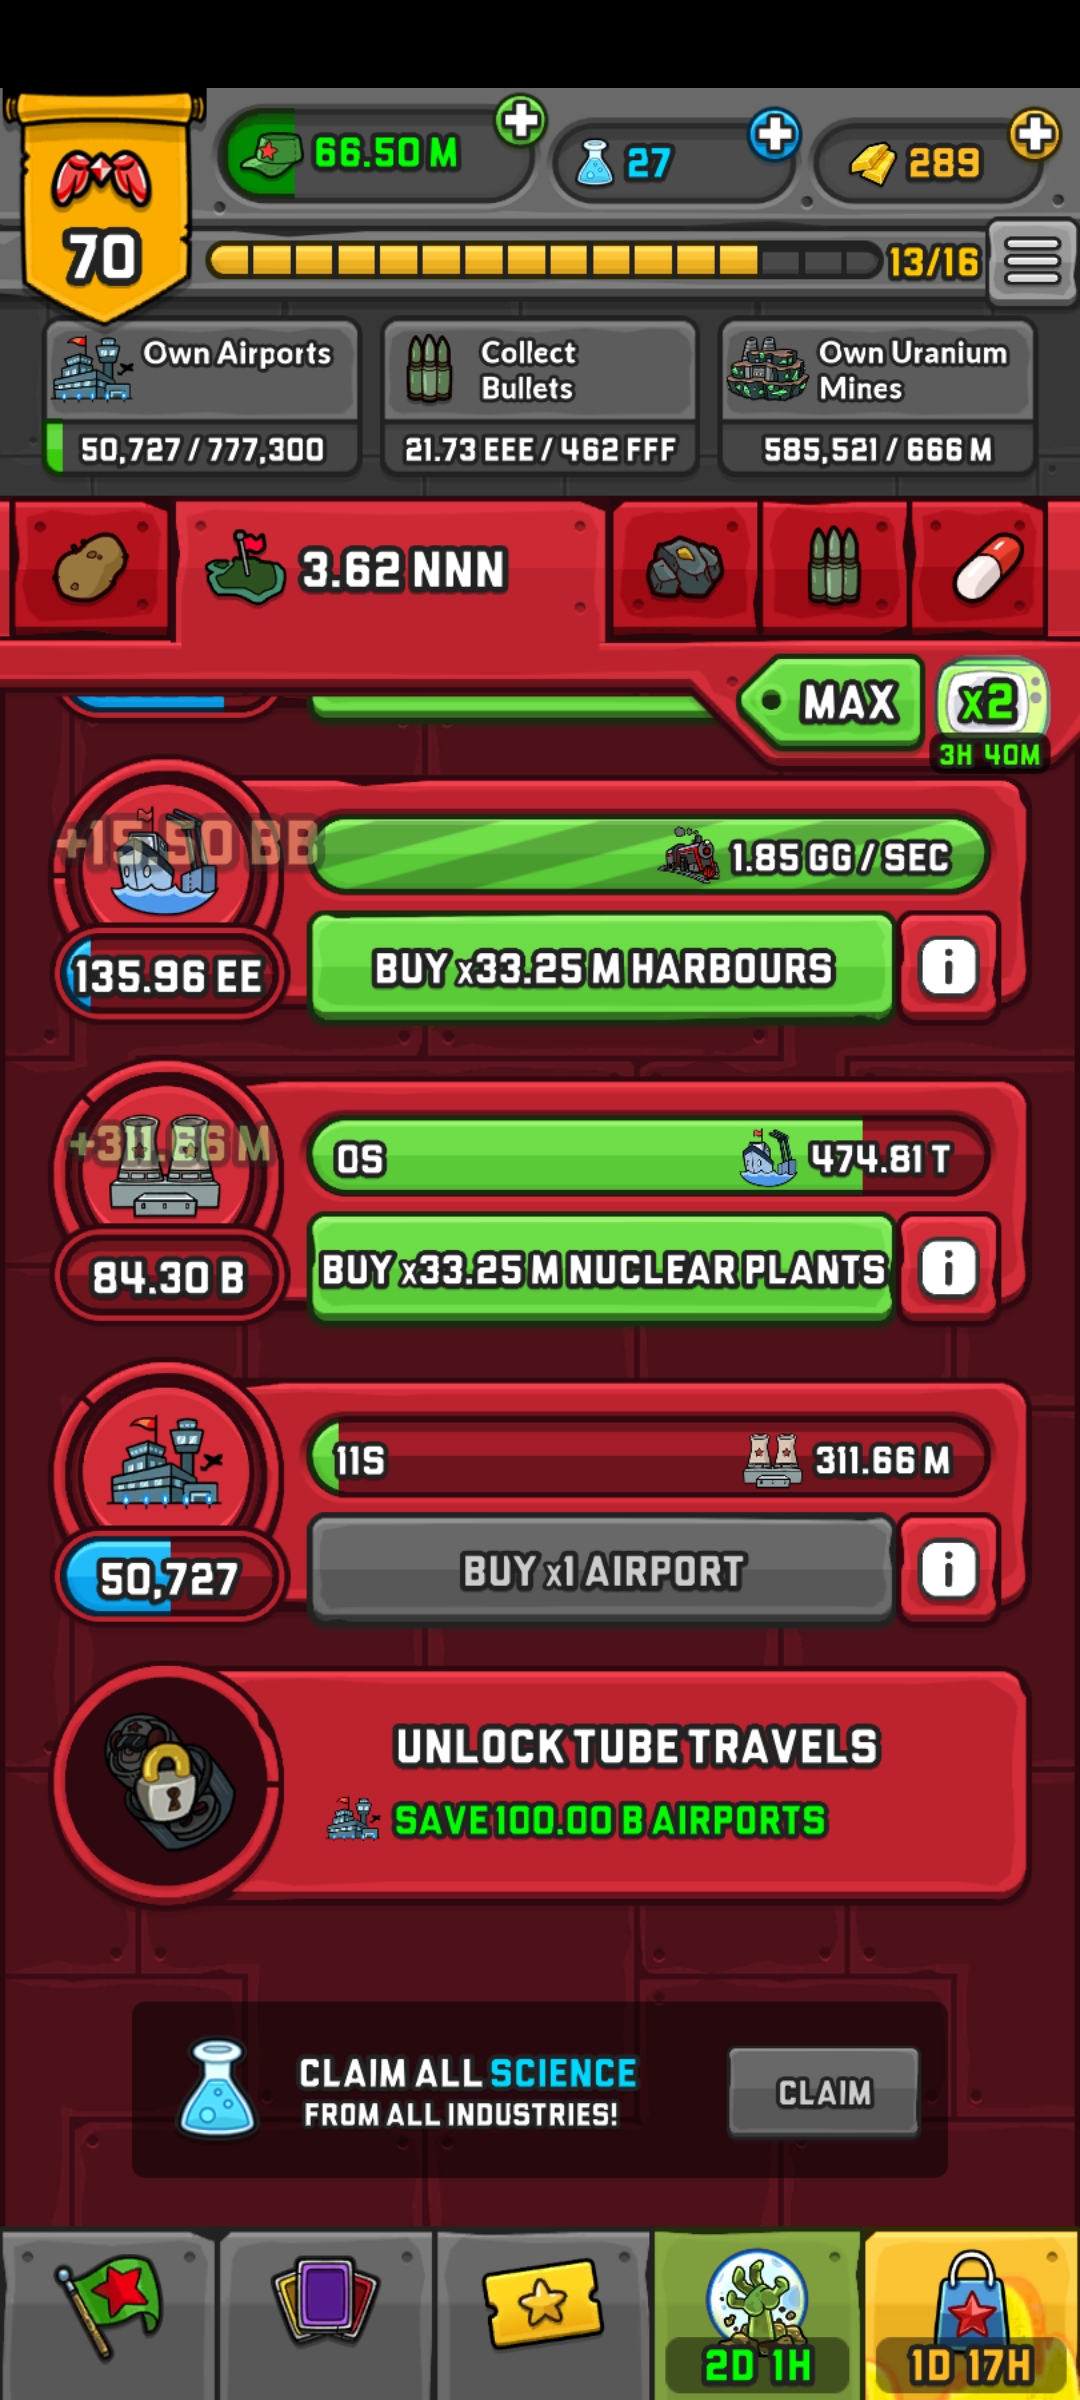 70
66.50 M
27
289
13/16
Own Airports
50,727 / 777,300
Collect
Bullets
21.73 EEE / 462 FFF
Own Uranium
Mines
585,521 / 666 M
3.62 NNN
MAX
x2
3H 40M
+15.50 BB
1.85 GG / SEC
135.96 EE
BUY x33.25 M HARBOURS
i
+311.66 M
0S
474.81 T
84.30 B
BUY x33.25 M NUCLEAR PLANTS
i
11S
311.66 M
50,727
BUY x1 AIRPORT
i
UNLOCK TUBE TRAVELS
SAVE 100.00 B AIRPORTS
CLAIM ALL SCIENCE
FROM ALL INDUSTRIES!
CLAIM
2D 1H
1D 17H